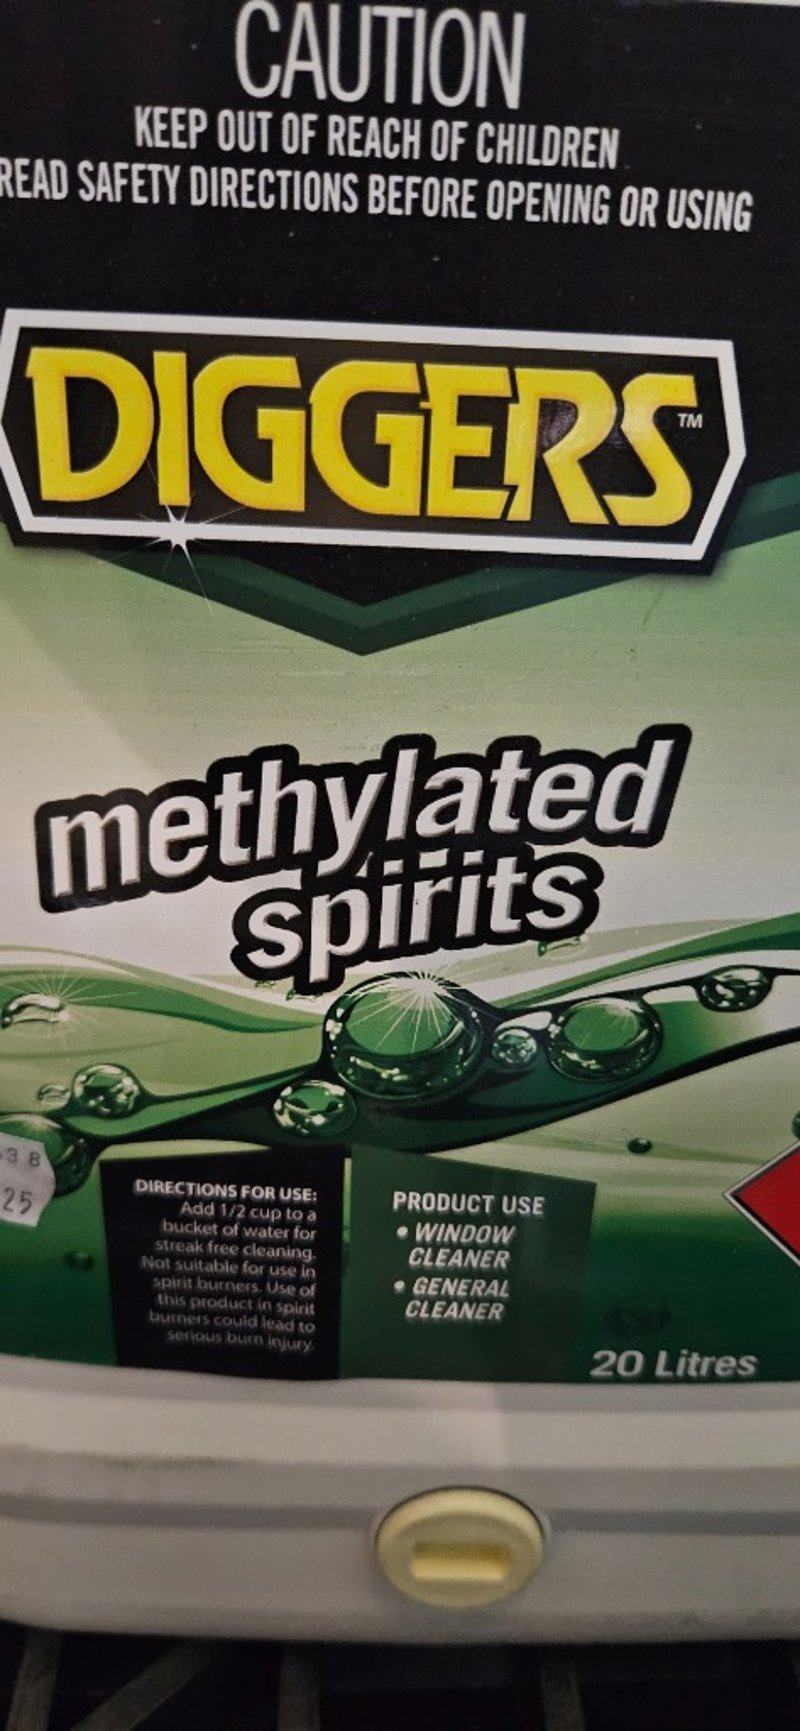 CAUTION
KEEP OUT OF REACH OF CHILDREN
READ SAFETY DIRECTIONS BEFORE OPENING OR USING
DIGGERS™
methylated
spirits
38
25
DIRECTIONS FOR USE:
Add 1/2 cup to a
bucket of water for
streak free cleaning.
Not suitable for use in
spirit burners. Use of
this product in spirit
burners could lead to
serious burn injury.
PRODUCT USE
• WINDOW
CLEANER
• GENERAL
CLEANER
20 Litres